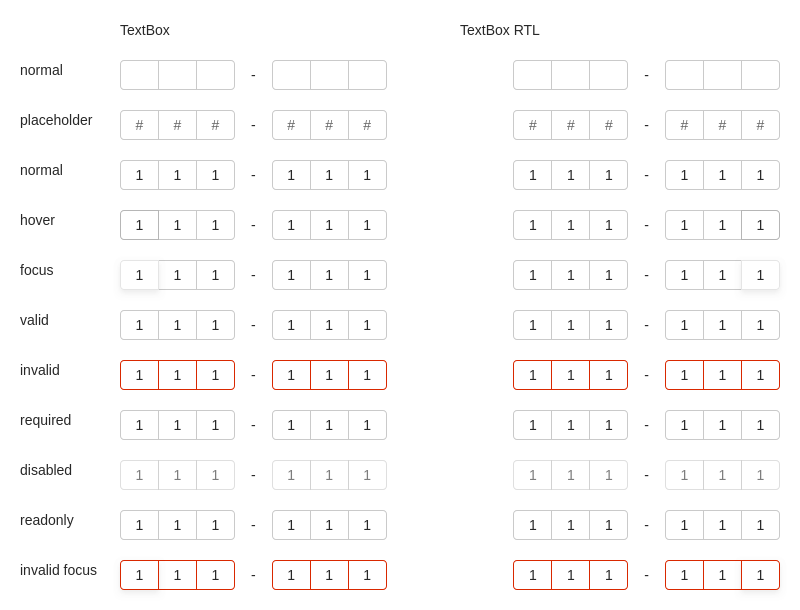 TextBox TextBox RTL
normal - -
placeholder # # # - # # # # # # - # # #
normal 1 1 1 - 1 1 1 1 1 1 - 1 1 1
hover 1 1 1 - 1 1 1 1 1 1 - 1 1 1
focus 1 1 1 - 1 1 1 1 1 1 - 1 1 1
valid 1 1 1 - 1 1 1 1 1 1 - 1 1 1
invalid 1 1 1 - 1 1 1 1 1 1 - 1 1 1
required 1 1 1 - 1 1 1 1 1 1 - 1 1 1
disabled 1 1 1 - 1 1 1 1 1 1 - 1 1 1
readonly 1 1 1 - 1 1 1 1 1 1 - 1 1 1
invalid focus 1 1 1 - 1 1 1 1 1 1 - 1 1 1